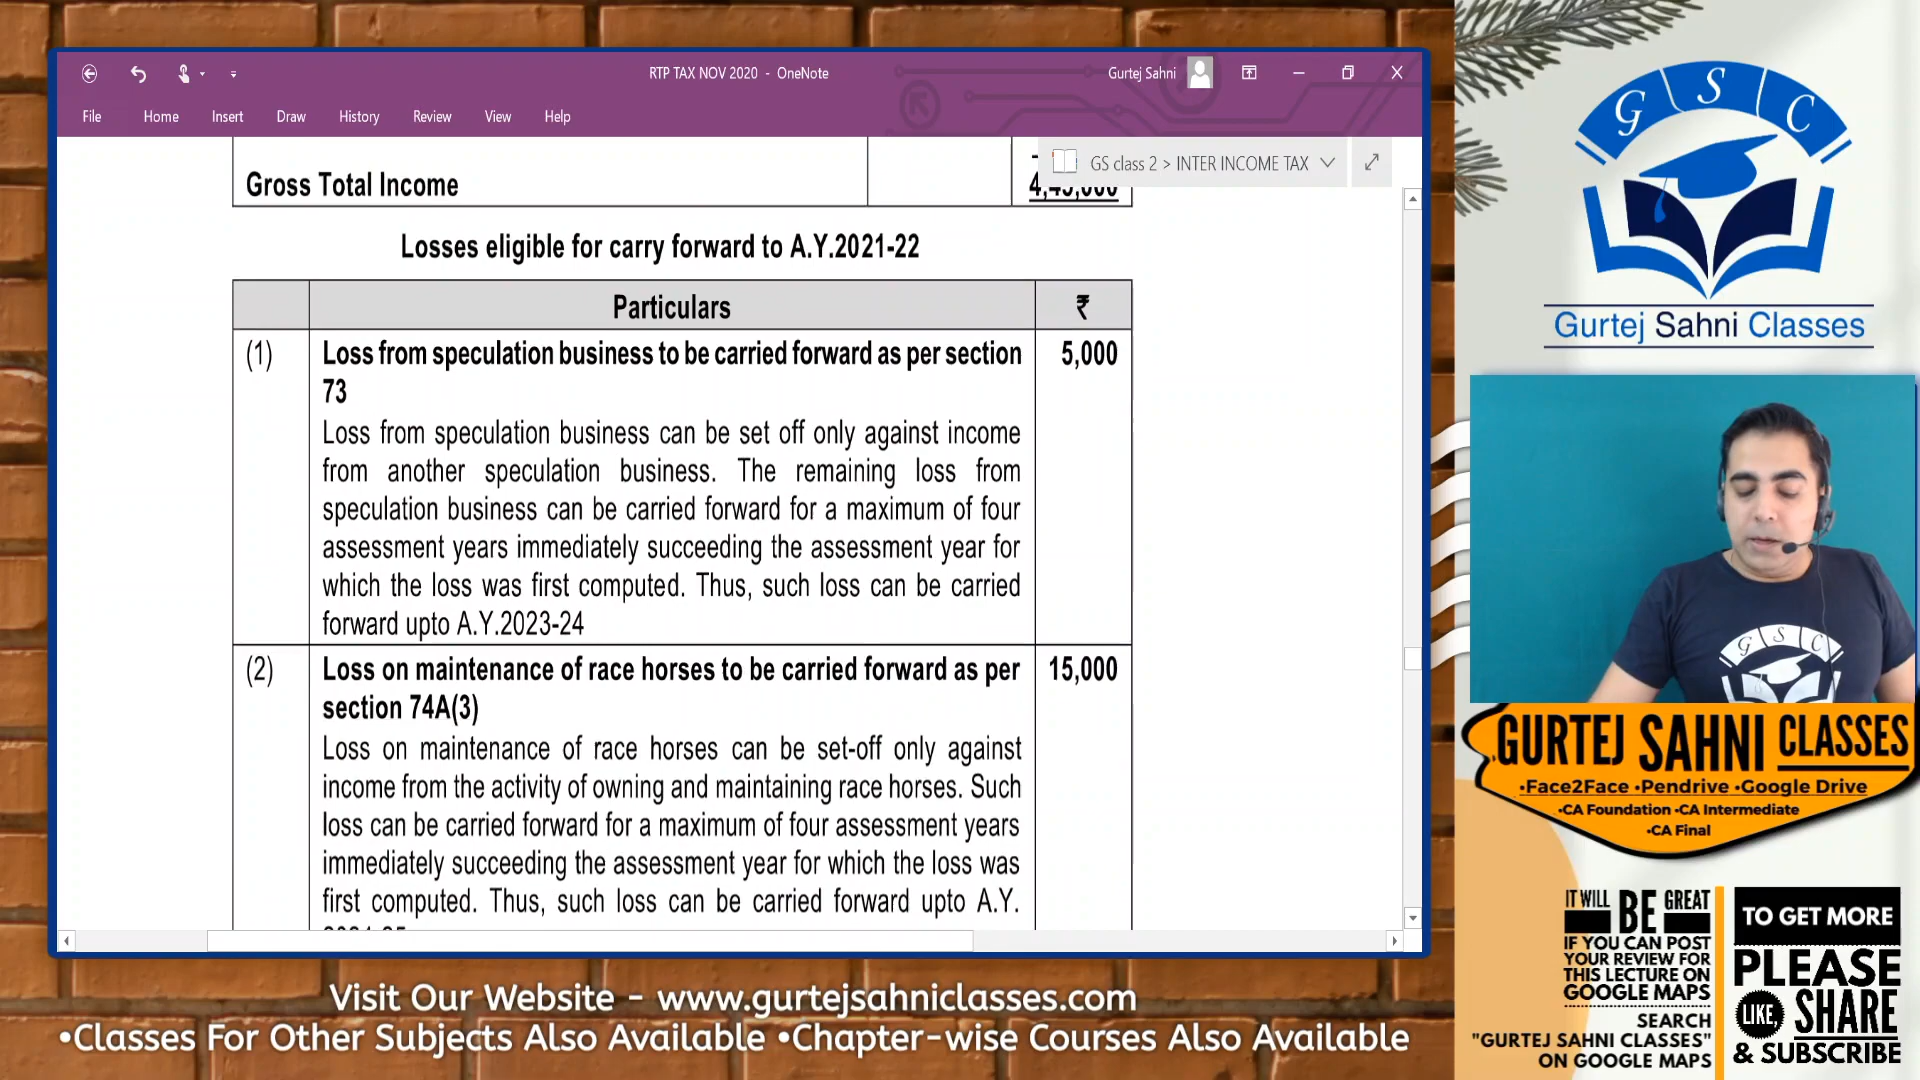 RTP TAX NOV 2020 - OneNote
Gurtej Sahni
File Home Insert Draw History Review View Help
GS class 2 > INTER INCOME TAX
Gross Total Income
Losses eligible for carry forward to A.Y.2021-22
Particulars ₹
(1) Loss from speculation business to be carried forward as per section 5,000
73
Loss from speculation business can be set off only against income
from another speculation business. The remaining loss from
speculation business can be carried forward for a maximum of four
assessment years immediately succeeding the assessment year for
which the loss was first computed. Thus, such loss can be carried
forward upto A.Y.2023-24
(2) Loss on maintenance of race horses to be carried forward as per 15,000
section 74A(3)
Loss on maintenance of race horses can be set-off only against
income from the activity of owning and maintaining race horses. Such
loss can be carried forward for a maximum of four assessment years
immediately succeeding the assessment year for which the loss was
first computed. Thus, such loss can be carried forward upto A.Y.
Visit Our Website - www.gurtejsahniclasses.com
•Classes For Other Subjects Also Available •Chapter-wise Courses Also Available
G S C
Gurtej Sahni Classes
G S C
GURTEJ SAHNI CLASSES
•Face2Face •Pendrive •Google Drive
•CA Foundation •CA Intermediate
•CA Final
IT WILL BE GREAT
IF YOU CAN POST
YOUR REVIEW FOR
THIS LECTURE ON
GOOGLE MAPS
SEARCH
"GURTEJ SAHNI CLASSES"
ON GOOGLE MAPS
TO GET MORE
PLEASE
LIKE, SHARE
& SUBSCRIBE